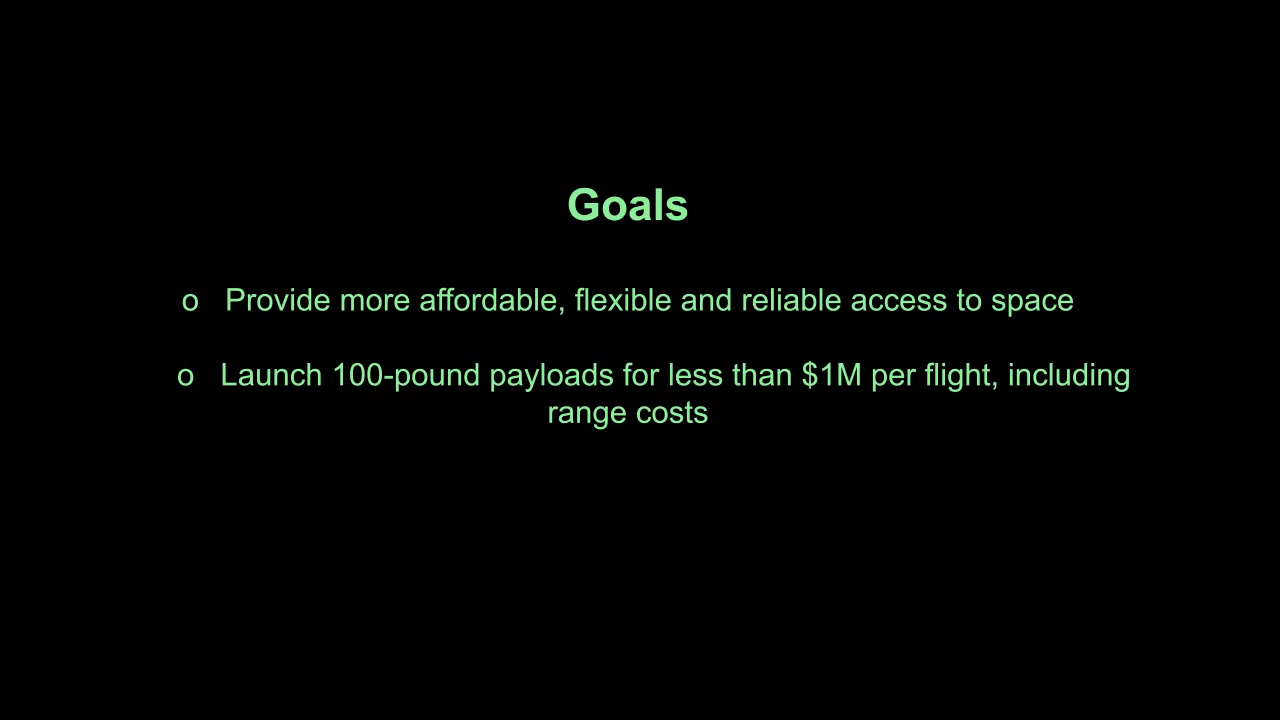 Goals
o Provide more affordable, flexible and reliable access to space
o Launch 100-pound payloads for less than $1M per flight, including
range costs